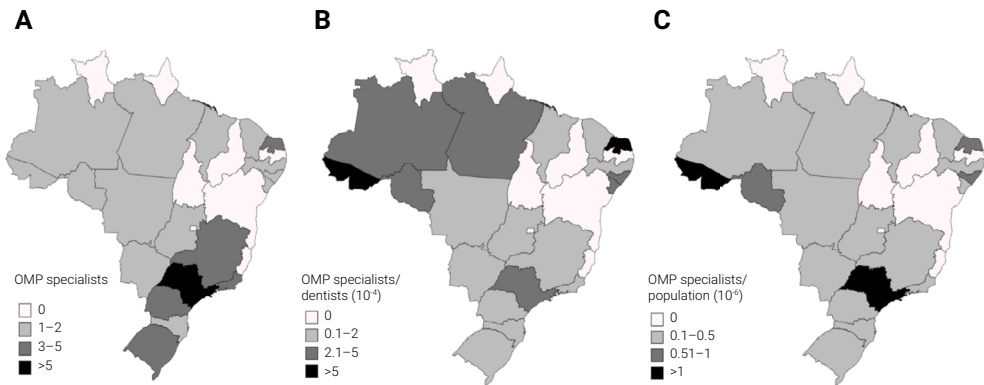 A
B
C
OMP specialists
0
1–2
3–5
>5
OMP specialists/
dentists (10⁻⁴)
0
0.1–2
2.1–5
>5
OMP specialists/
population (10⁻⁶)
0
0.1–0.5
0.51–1
>1